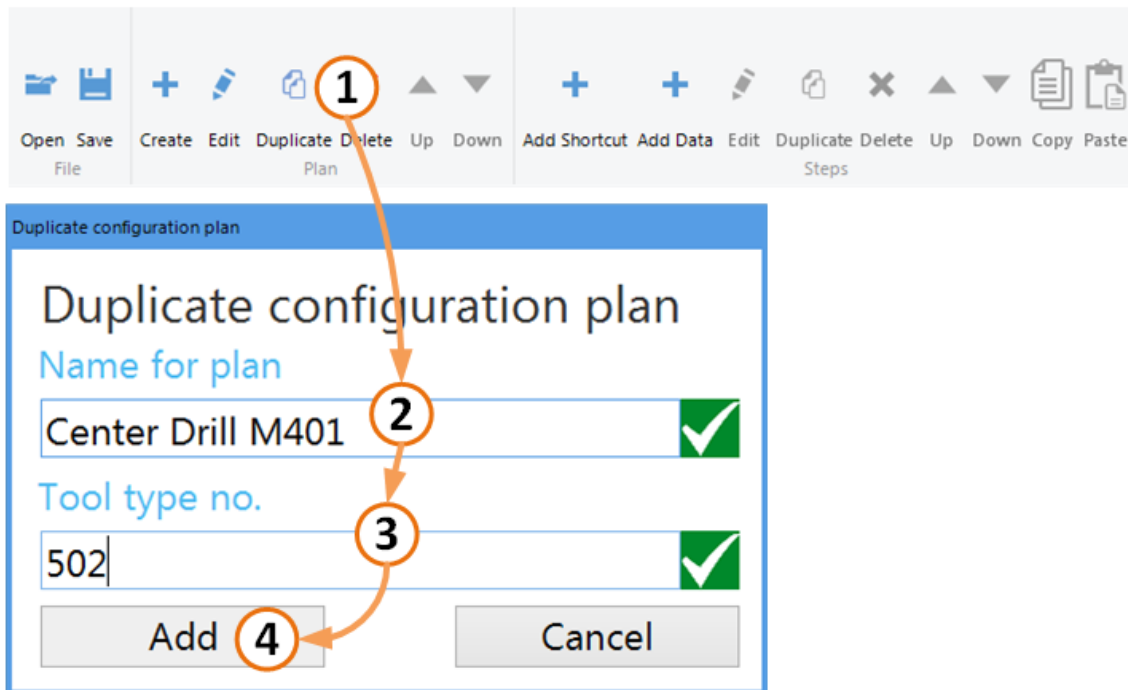 1
Open Save Create Edit Duplicate Delete Up Down Add Shortcut Add Data Edit Duplicate Delete Up Down Copy Paste
File Plan Steps
Duplicate configuration plan
Duplicate configuration plan
Name for plan
Center Drill M401 2
Tool type no.
502 3
Add 4 Cancel